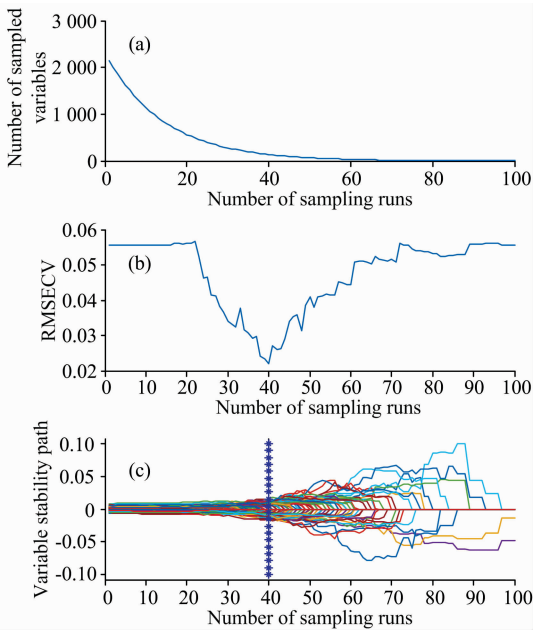 (a)
Number of sampled
variables
3 000
2 000
1 000
0
0 20 40 60 80 100
Number of sampling runs
(b)
RMSECV
0.06
0.05
0.04
0.03
0.02
0 10 20 30 40 50 60 70 80 90 100
Number of sampling runs
(c)
Variable stability path
0.10
0.05
0
-0.05
-0.10
0 10 20 30 40 50 60 70 80 90 100
Number of sampling runs